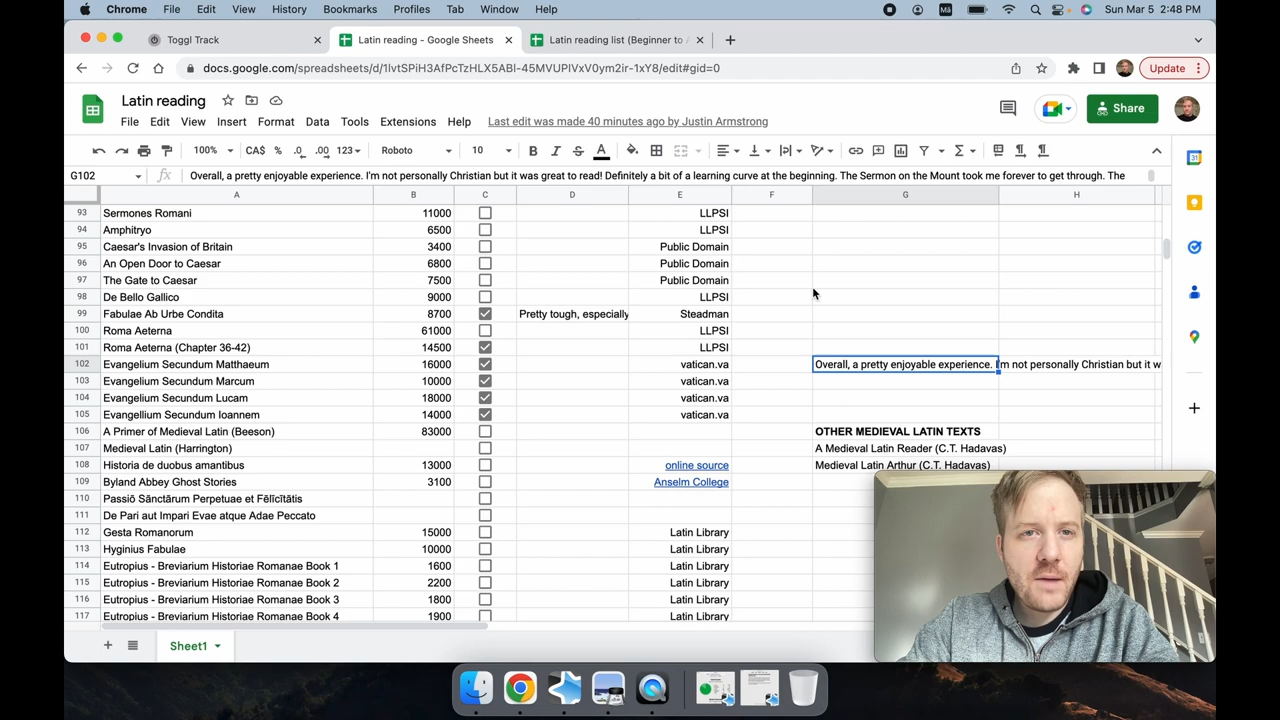 Chrome File Edit View History Bookmarks Profiles Tab Window Help Sun Mar 5 2:48 PM
Toggl Track Latin reading - Google Sheets Latin reading list (Beginner to
docs.google.com/spreadsheets/d/1lvtSPiH3AfPcTzHLX5ABl-45MVUPIVxV0ym2ir-1xY8/edit#gid=0 Update
Latin reading
File Edit View Insert Format Data Tools Extensions Help Last edit was made 40 minutes ago by Justin Armstrong Share
100% CA$ % .0 .00 123 Roboto 10 B I S A
G102 fx Overall, a pretty enjoyable experience. I'm not personally Christian but it was great to read! Definitely a bit of a learning curve at the beginning. The Sermon on the Mount took me forever to get through. The
A B C D E F G H
93 Sermones Romani 11000 LLPSI
94 Amphitryo 6500 LLPSI
95 Caesar's Invasion of Britain 3400 Public Domain
96 An Open Door to Caesar 6800 Public Domain
97 The Gate to Caesar 7500 Public Domain
98 De Bello Gallico 9000 LLPSI
99 Fabulae Ab Urbe Condita 8700 Pretty tough, especially Steadman
100 Roma Aeterna 61000 LLPSI
101 Roma Aeterna (Chapter 36-42) 14500 LLPSI
102 Evangelium Secundum Matthaeum 16000 vatican.va Overall, a pretty enjoyable experience. I'm not personally Christian but it w
103 Evangelium Secundum Marcum 10000 vatican.va
104 Evangelium Secundum Lucam 18000 vatican.va
105 Evangellium Secundum Ioannem 14000 vatican.va
106 A Primer of Medieval Latin (Beeson) 83000 OTHER MEDIEVAL LATIN TEXTS
107 Medieval Latin (Harrington) A Medieval Latin Reader (C.T. Hadavas)
108 Historia de duobus amantibus 13000 online source Medieval Latin Arthur (C.T. Hadavas)
109 Byland Abbey Ghost Stories 3100 Anselm College
110 Passiō Sānctārum Perpetuae et Fēlīcītātis
111 De Pari aut Impari Evae atque Adae Peccato
112 Gesta Romanorum 15000 Latin Library
113 Hyginius Fabulae 10000 Latin Library
114 Eutropius - Breviarium Historiae Romanae Book 1 1600 Latin Library
115 Eutropius - Breviarium Historiae Romanae Book 2 2200 Latin Library
116 Eutropius - Breviarium Historiae Romanae Book 3 1800 Latin Library
117 Eutropius - Breviarium Historiae Romanae Book 4 1900 Latin Library
Sheet1